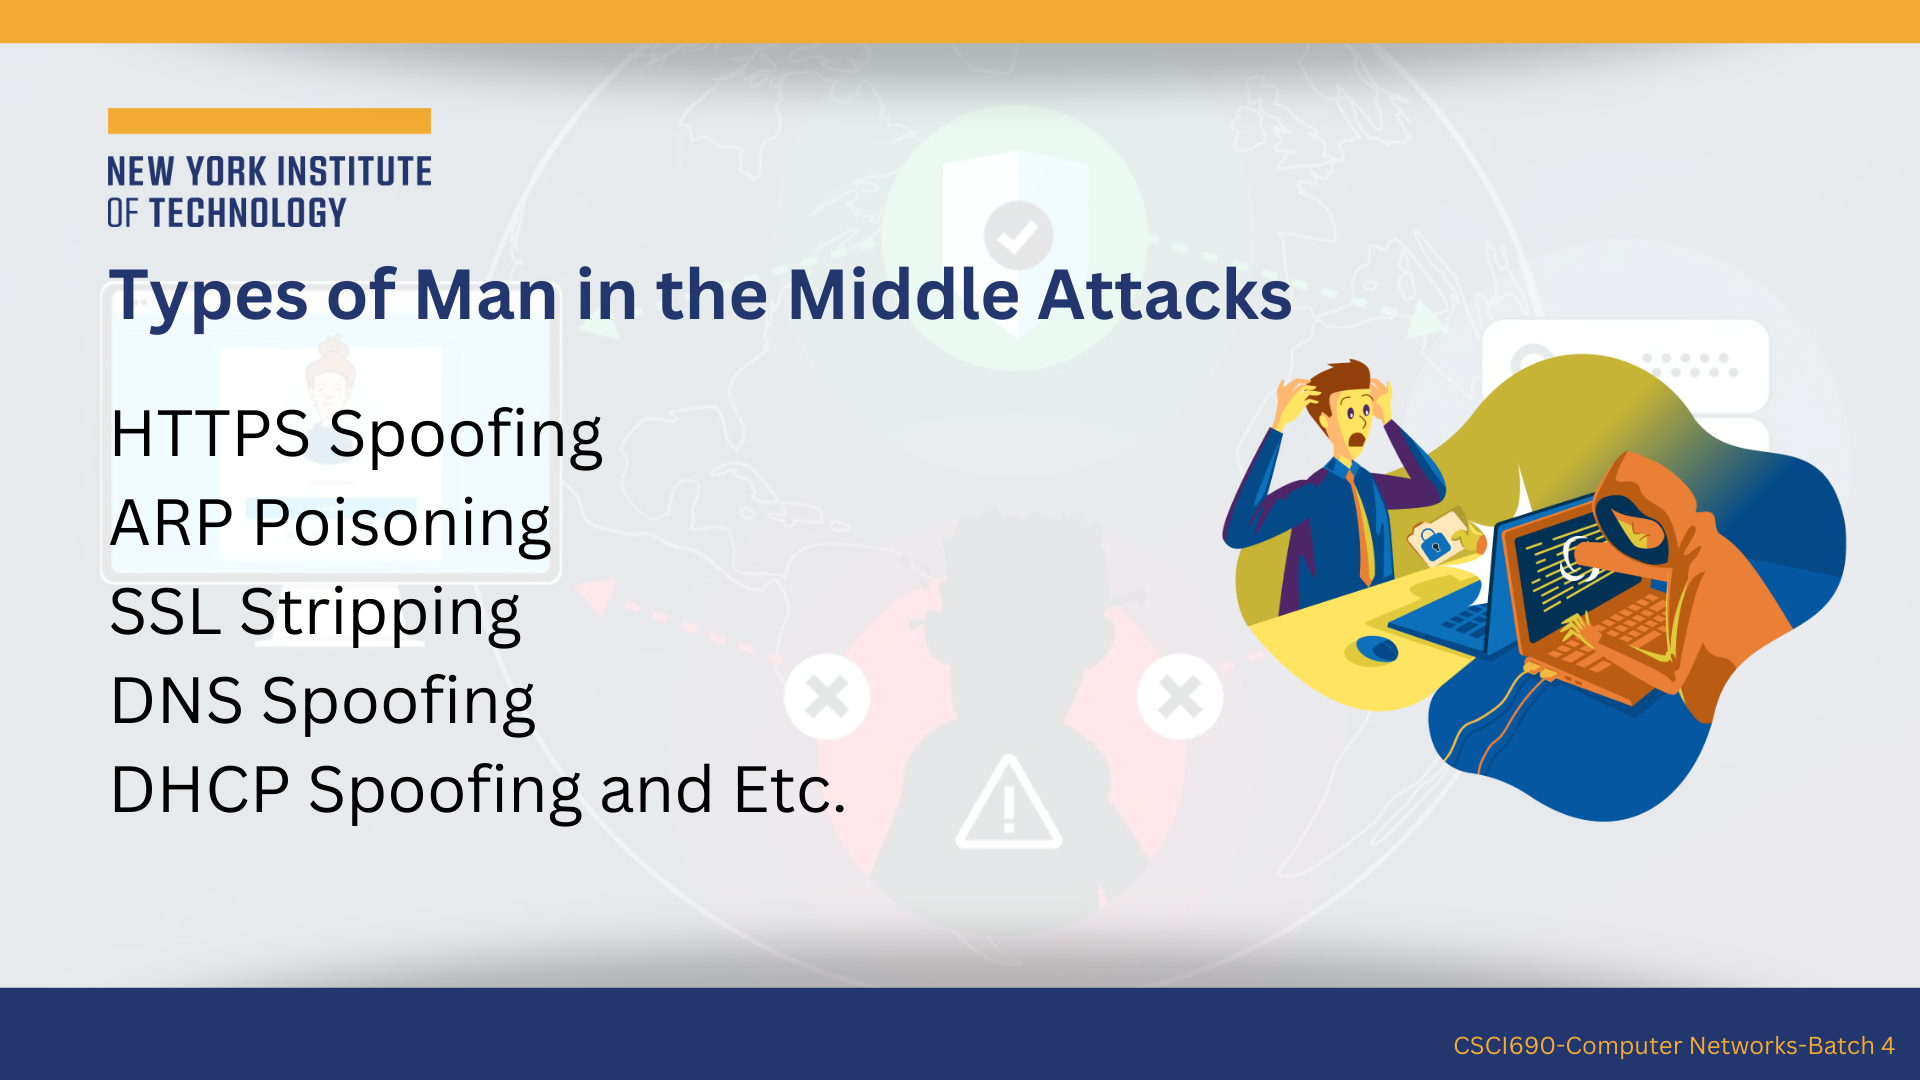 NEW YORK INSTITUTE
OF TECHNOLOGY
Types of Man in the Middle Attacks
HTTPS Spoofing
ARP Poisoning
SSL Stripping
DNS Spoofing
DHCP Spoofing and Etc.
CSCI690-Computer Networks-Batch 4